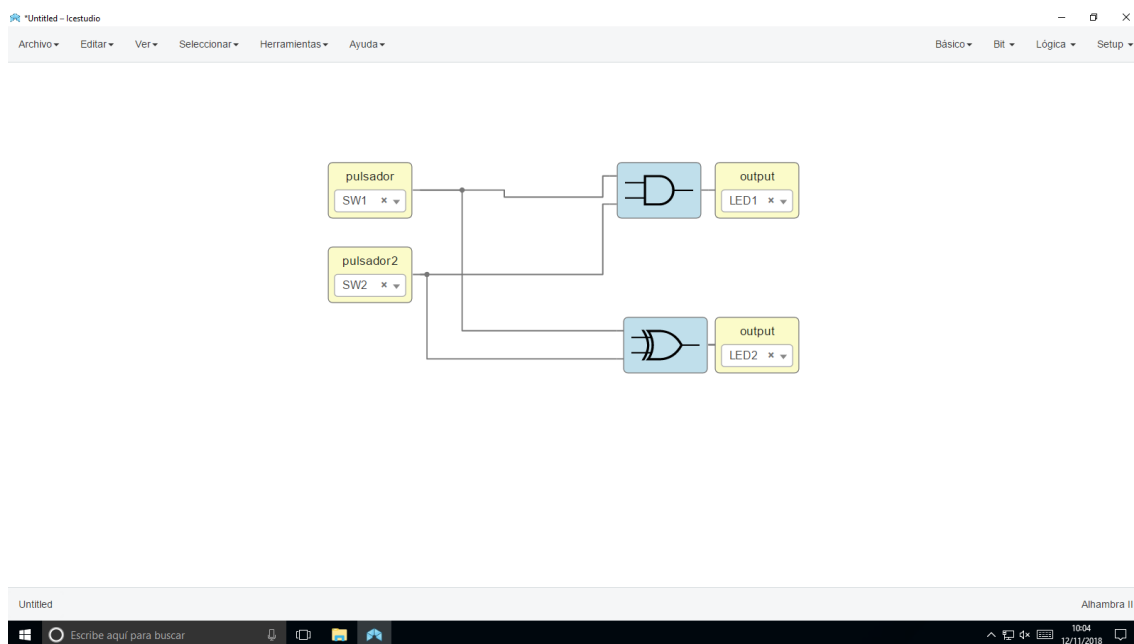 *Untitled – Icestudio
Archivo Editar Ver Seleccionar Herramientas Ayuda Básico Bit Lógica Setup
pulsador
SW1
output
LED1
pulsador2
SW2
output
LED2
Untitled Alhambra II
Escribe aquí para buscar
10:04
12/11/2018